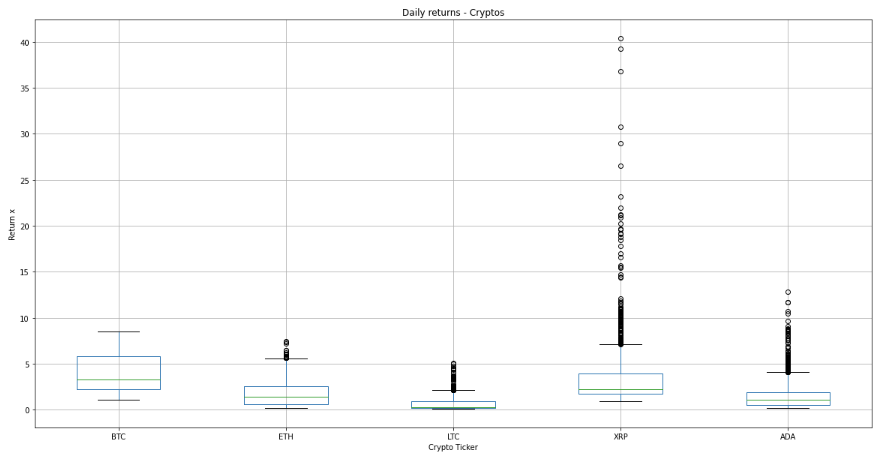 Daily returns - Cryptos
40
35
30
25
20
15
10
5
0
Return x
BTC ETH LTC XRP ADA
Crypto Ticker